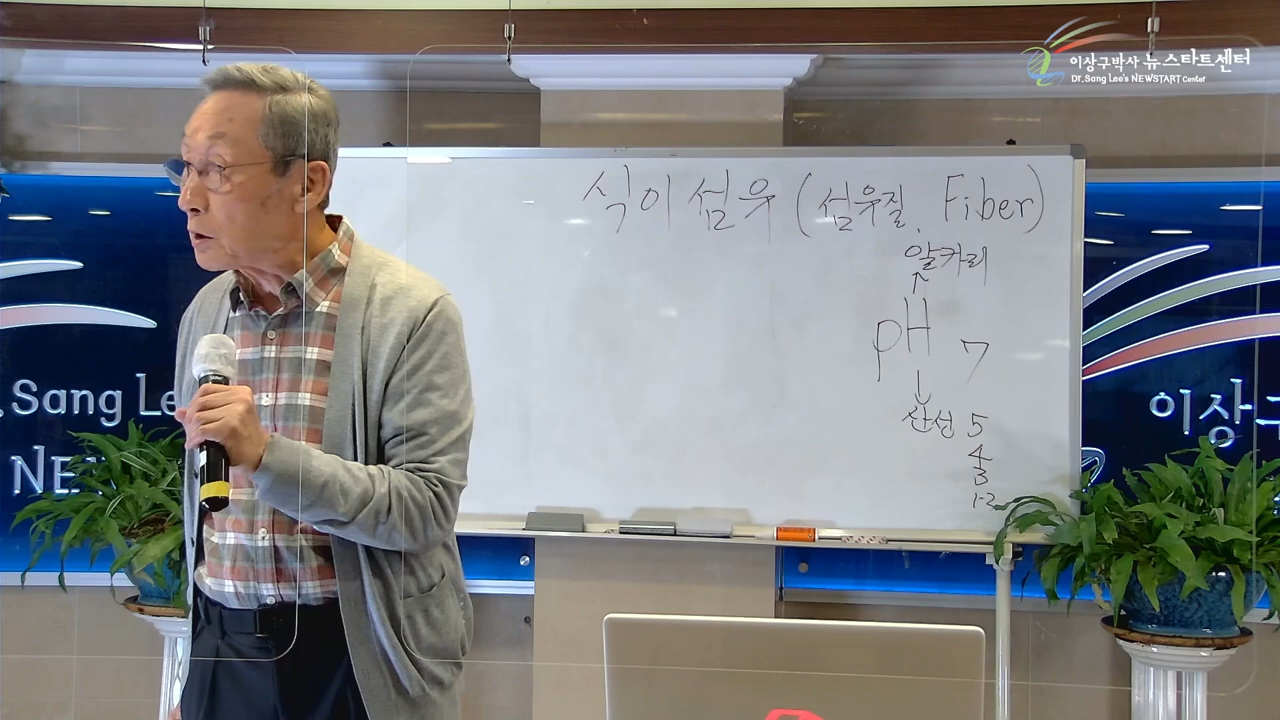 이상구박사 뉴스타트센터
Dr. Sang Lee's NEWSTART Center
식이섬유 (섬유질, Fiber)
알카리
↑
pH 7
↓
산성 5
4
3
1-2
.Sang Le
NE
이상구